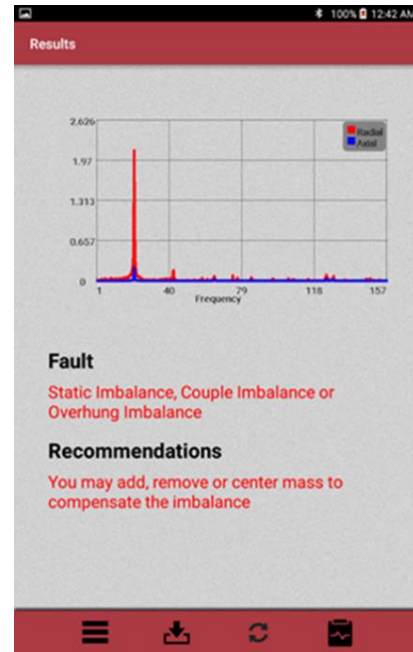 100% 12:42 AM
Results
2.626
Radial
Axial
1.97
1.313
0.657
0
1 40 79 118 157
Frequency
Fault
Static Imbalance, Couple Imbalance or
Overhung Imbalance
Recommendations
You may add, remove or center mass to
compensate the imbalance